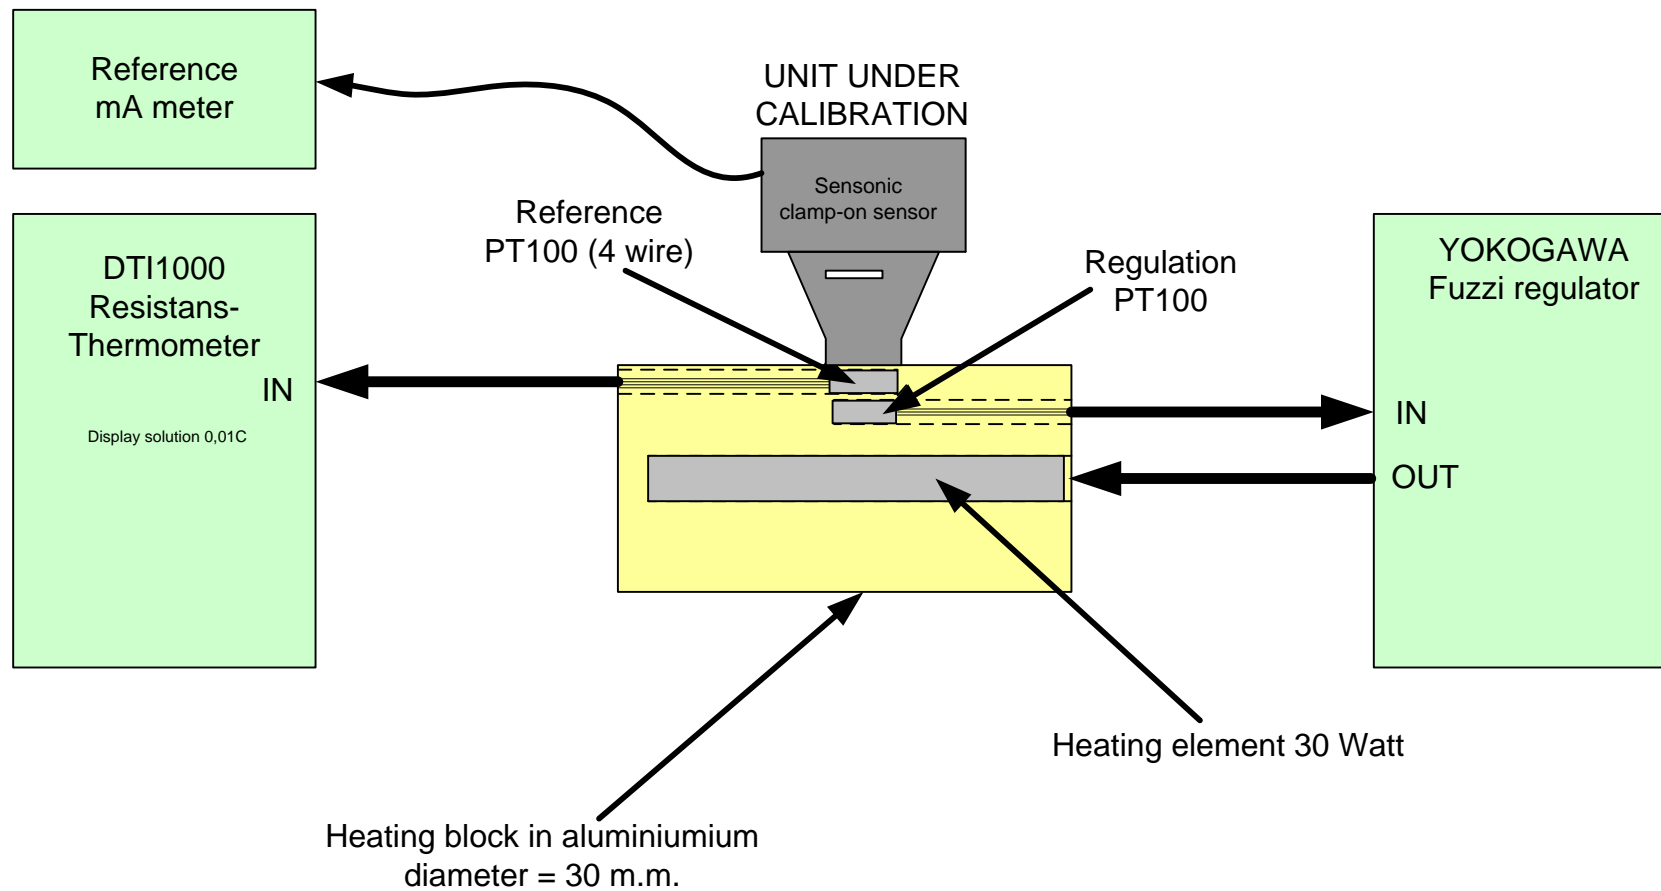 Reference
mA meter
UNIT UNDER
CALIBRATION
Sensonic
clamp-on sensor
Reference
PT100 (4 wire)
DTI1000
Resistans-
Thermometer
IN
Display solution 0,01C
Regulation
PT100
YOKOGAWA
Fuzzi regulator
IN
OUT
Heating element 30 Watt
Heating block in aluminiumium
diameter = 30 m.m.